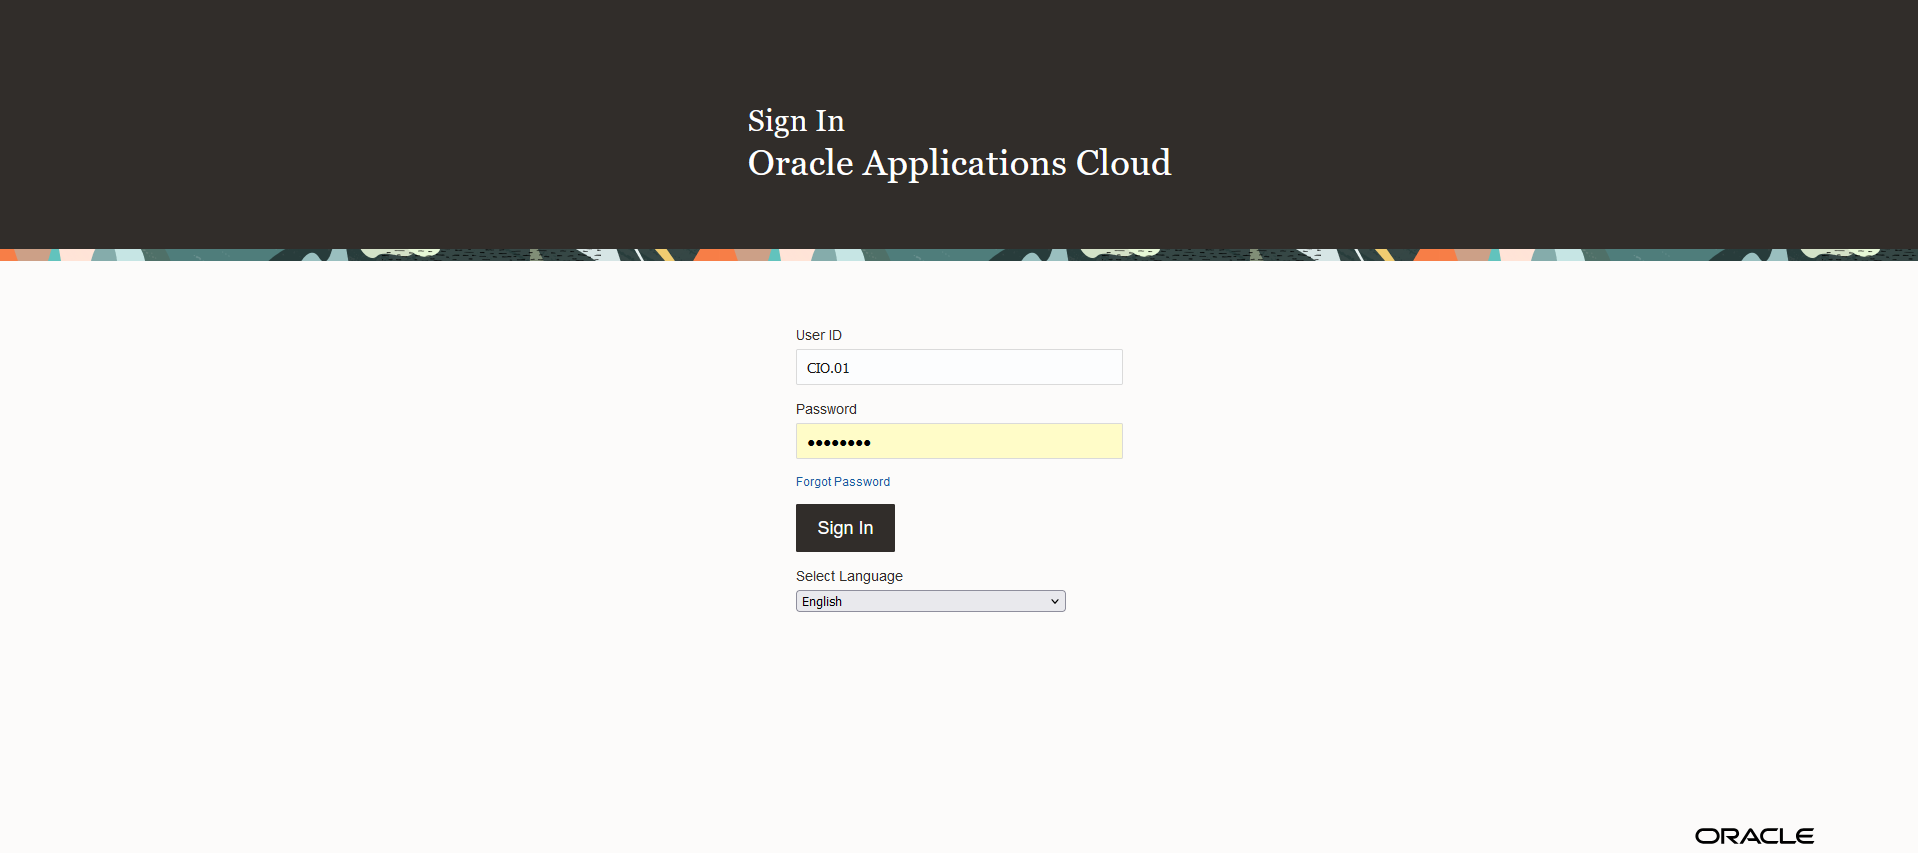 Sign In
Oracle Applications Cloud
User ID
CIO.01
Password
●●●●●●●●
Forgot Password
Sign In
Select Language
English
ORACLE